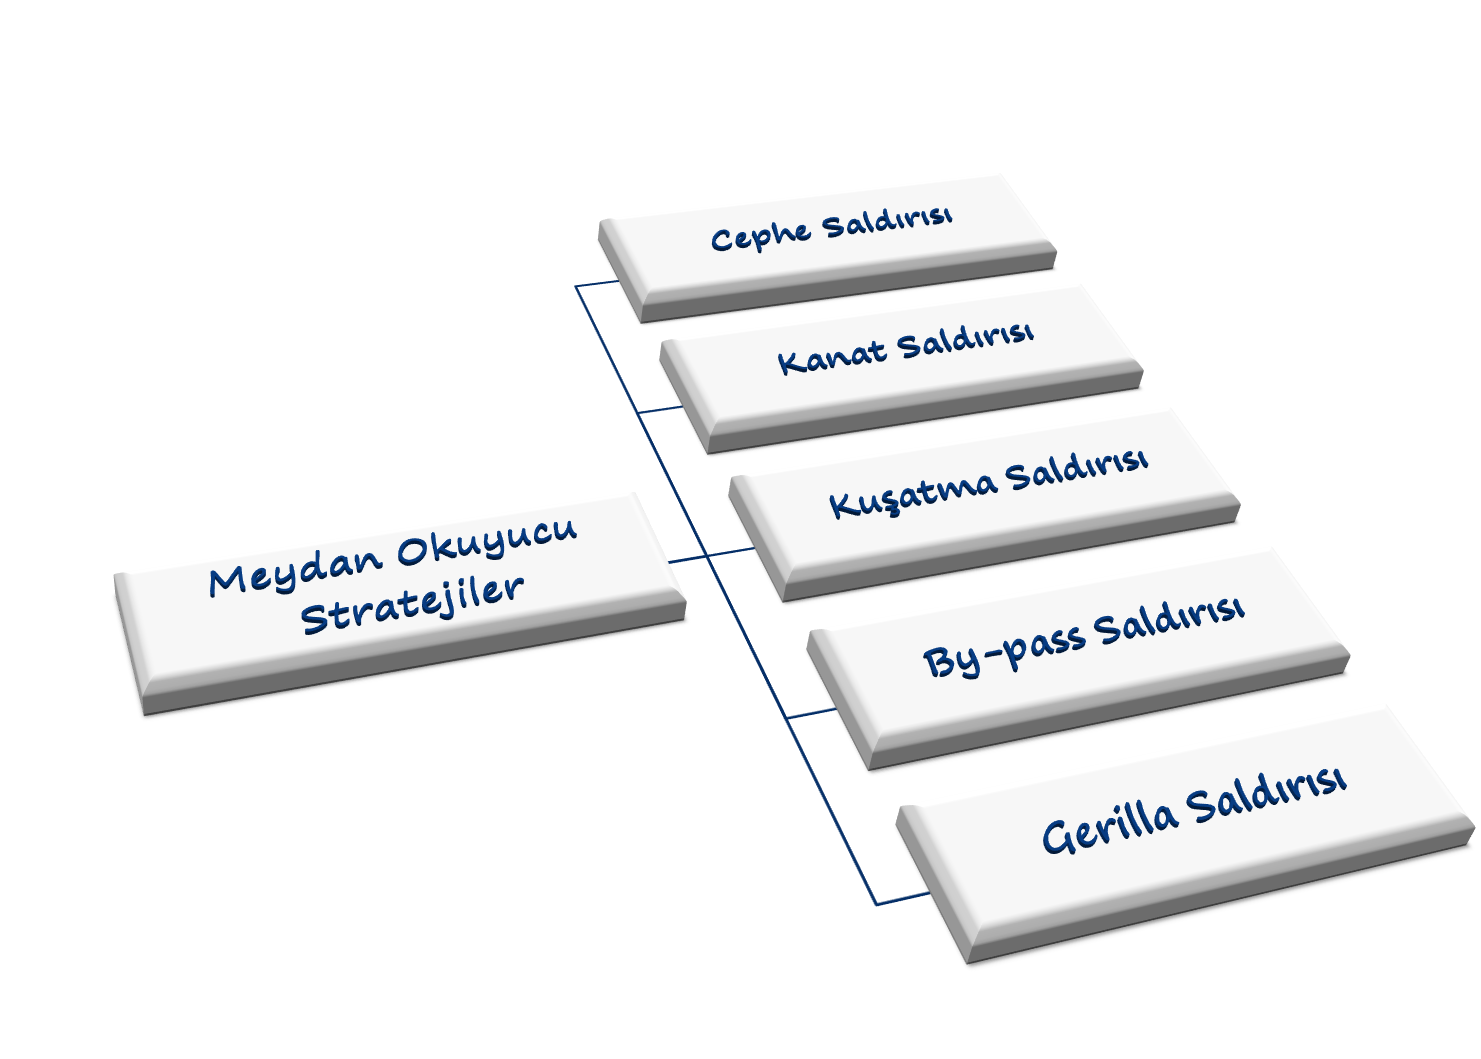 Cephe Saldırısı
Kanat Saldırısı
Kuşatma Saldırısı
Meydan Okuyucu
Stratejiler
By-pass Saldırısı
Gerilla Saldırısı